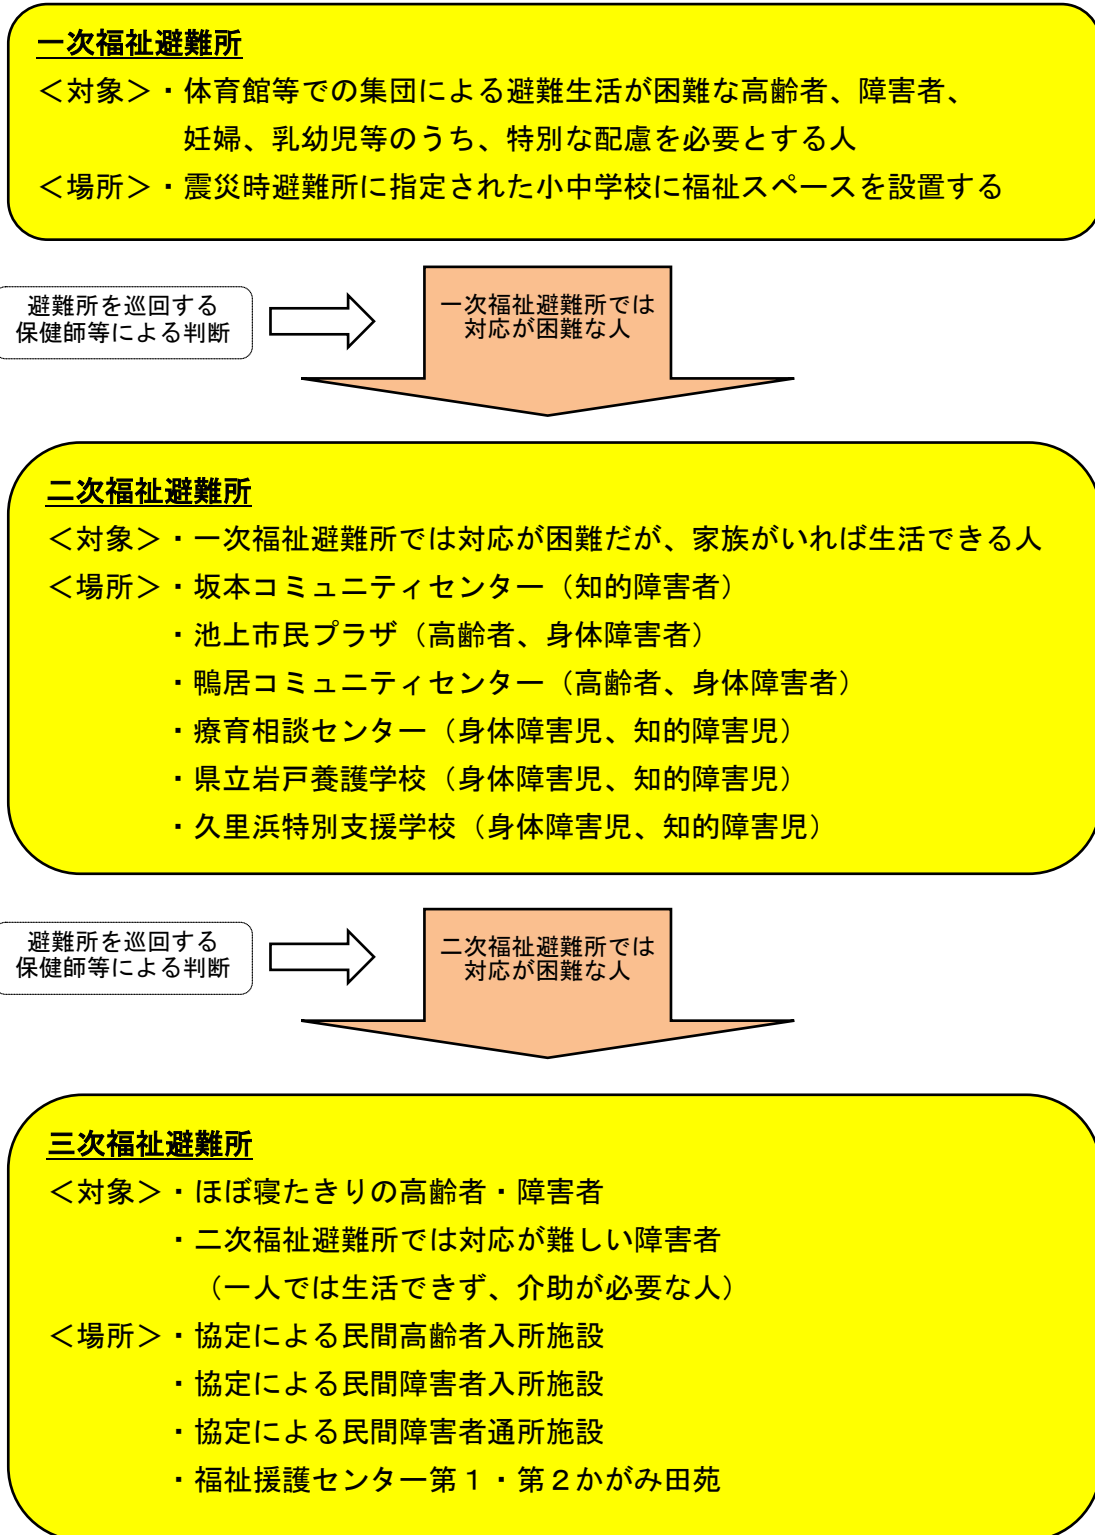 一次福祉避難所
＜対象＞・体育館等での集団による避難生活が困難な高齢者、障害者、
妊婦、乳幼児等のうち、特別な配慮を必要とする人
＜場所＞・震災時避難所に指定された小中学校に福祉スペースを設置する
避難所を巡回する
保健師等による判断
一次福祉避難所では
対応が困難な人
二次福祉避難所
＜対象＞・一次福祉避難所では対応が困難だが、家族がいれば生活できる人
＜場所＞・坂本コミュニティセンター（知的障害者）
・池上市民プラザ（高齢者、身体障害者）
・鴨居コミュニティセンター（高齢者、身体障害者）
・療育相談センター（身体障害児、知的障害児）
・県立岩戸養護学校（身体障害児、知的障害児）
・久里浜特別支援学校（身体障害児、知的障害児）
避難所を巡回する
保健師等による判断
二次福祉避難所では
対応が困難な人
三次福祉避難所
＜対象＞・ほぼ寝たきりの高齢者・障害者
・二次福祉避難所では対応が難しい障害者
（一人では生活できず、介助が必要な人）
＜場所＞・協定による民間高齢者入所施設
・協定による民間障害者入所施設
・協定による民間障害者通所施設
・福祉援護センター第１・第２かがみ田苑